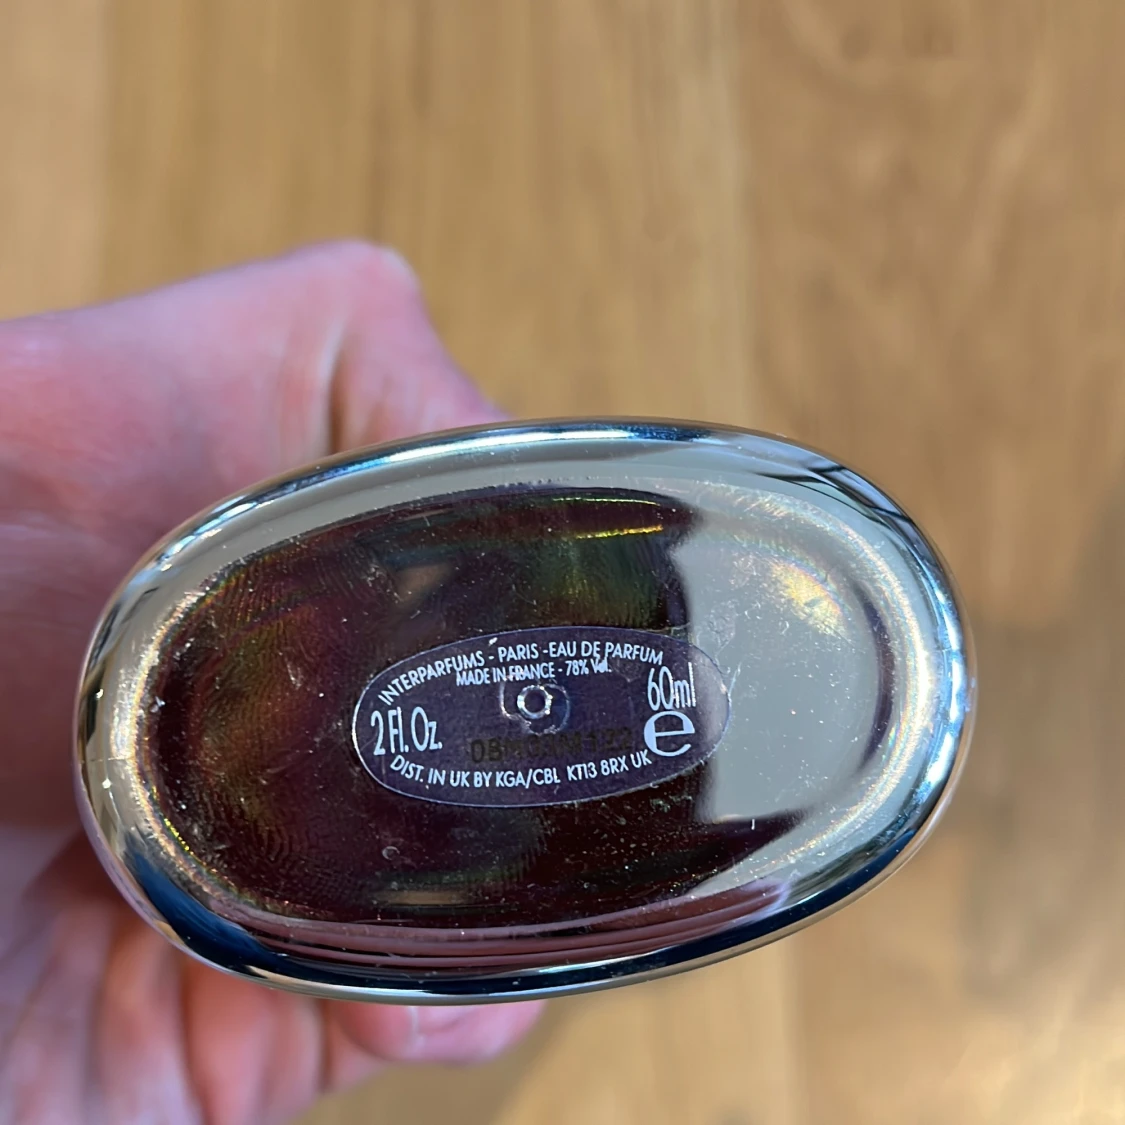 INTERPARFUMS - PARIS -EAU DE PARFUM
MADE IN FRANCE - 78% Vol.
2 Fl. Oz.
60ml
e
DIST. IN UK BY KGA/CBL KT13 8RX UK